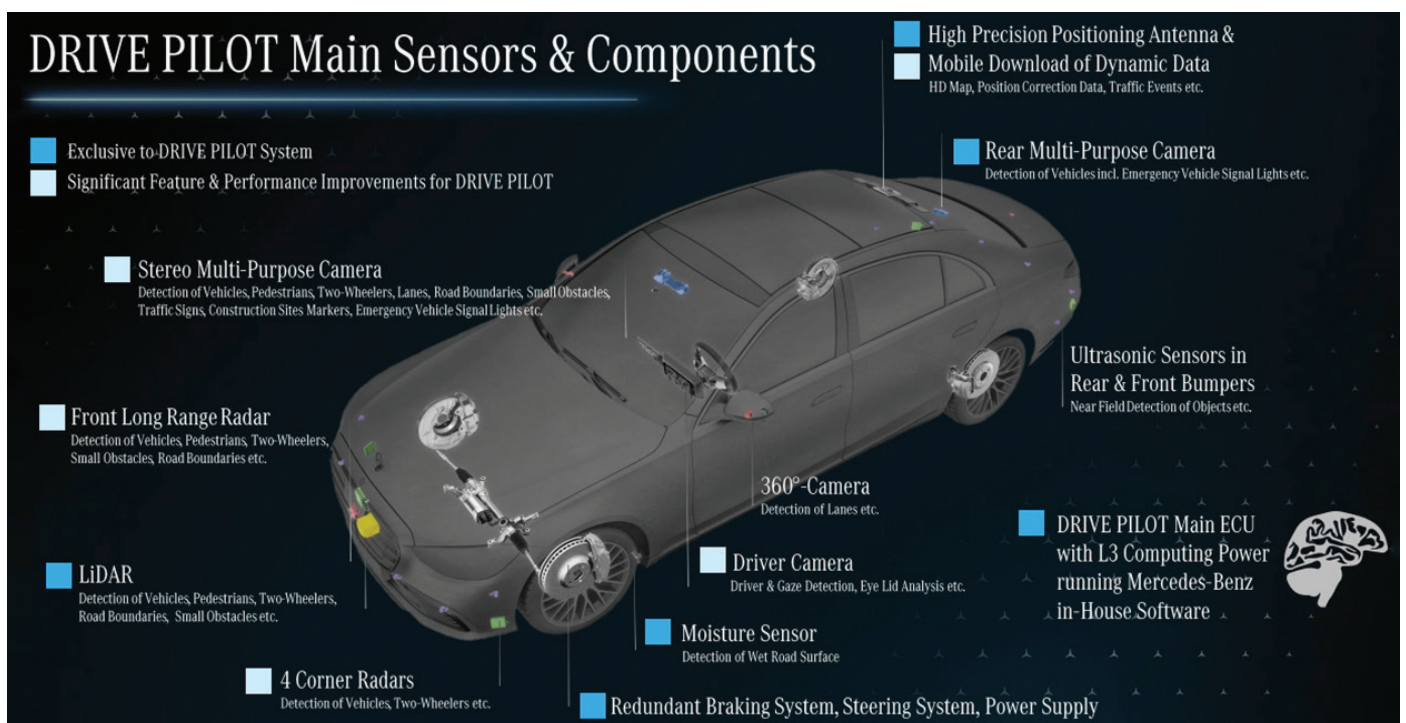 DRIVE PILOT Main Sensors & Components
Exclusive to DRIVE PILOT System
Significant Feature & Performance Improvements for DRIVE PILOT
High Precision Positioning Antenna &
Mobile Download of Dynamic Data
HD Map, Position Correction Data, Traffic Events etc.
Rear Multi-Purpose Camera
Detection of Vehicles incl. Emergency Vehicle Signal Lights etc.
Stereo Multi-Purpose Camera
Detection of Vehicles, Pedestrians, Two-Wheelers, Lanes, Road Boundaries, Small Obstacles,
Traffic Signs, Construction Sites Markers, Emergency Vehicle Signal Lights etc.
Ultrasonic Sensors in
Rear & Front Bumpers
Near Field Detection of Objects etc.
Front Long Range Radar
Detection of Vehicles, Pedestrians, Two-Wheelers,
Small Obstacles, Road Boundaries etc.
360°-Camera
Detection of Lanes etc.
DRIVE PILOT Main ECU
with L3 Computing Power
running Mercedes-Benz
in-House Software
Driver Camera
Driver & Gaze Detection, Eye Lid Analysis etc.
LiDAR
Detection of Vehicles, Pedestrians, Two-Wheelers,
Road Boundaries, Small Obstacles etc.
Moisture Sensor
Detection of Wet Road Surface
4 Corner Radars
Detection of Vehicles, Two-Wheelers etc.
Redundant Braking System, Steering System, Power Supply